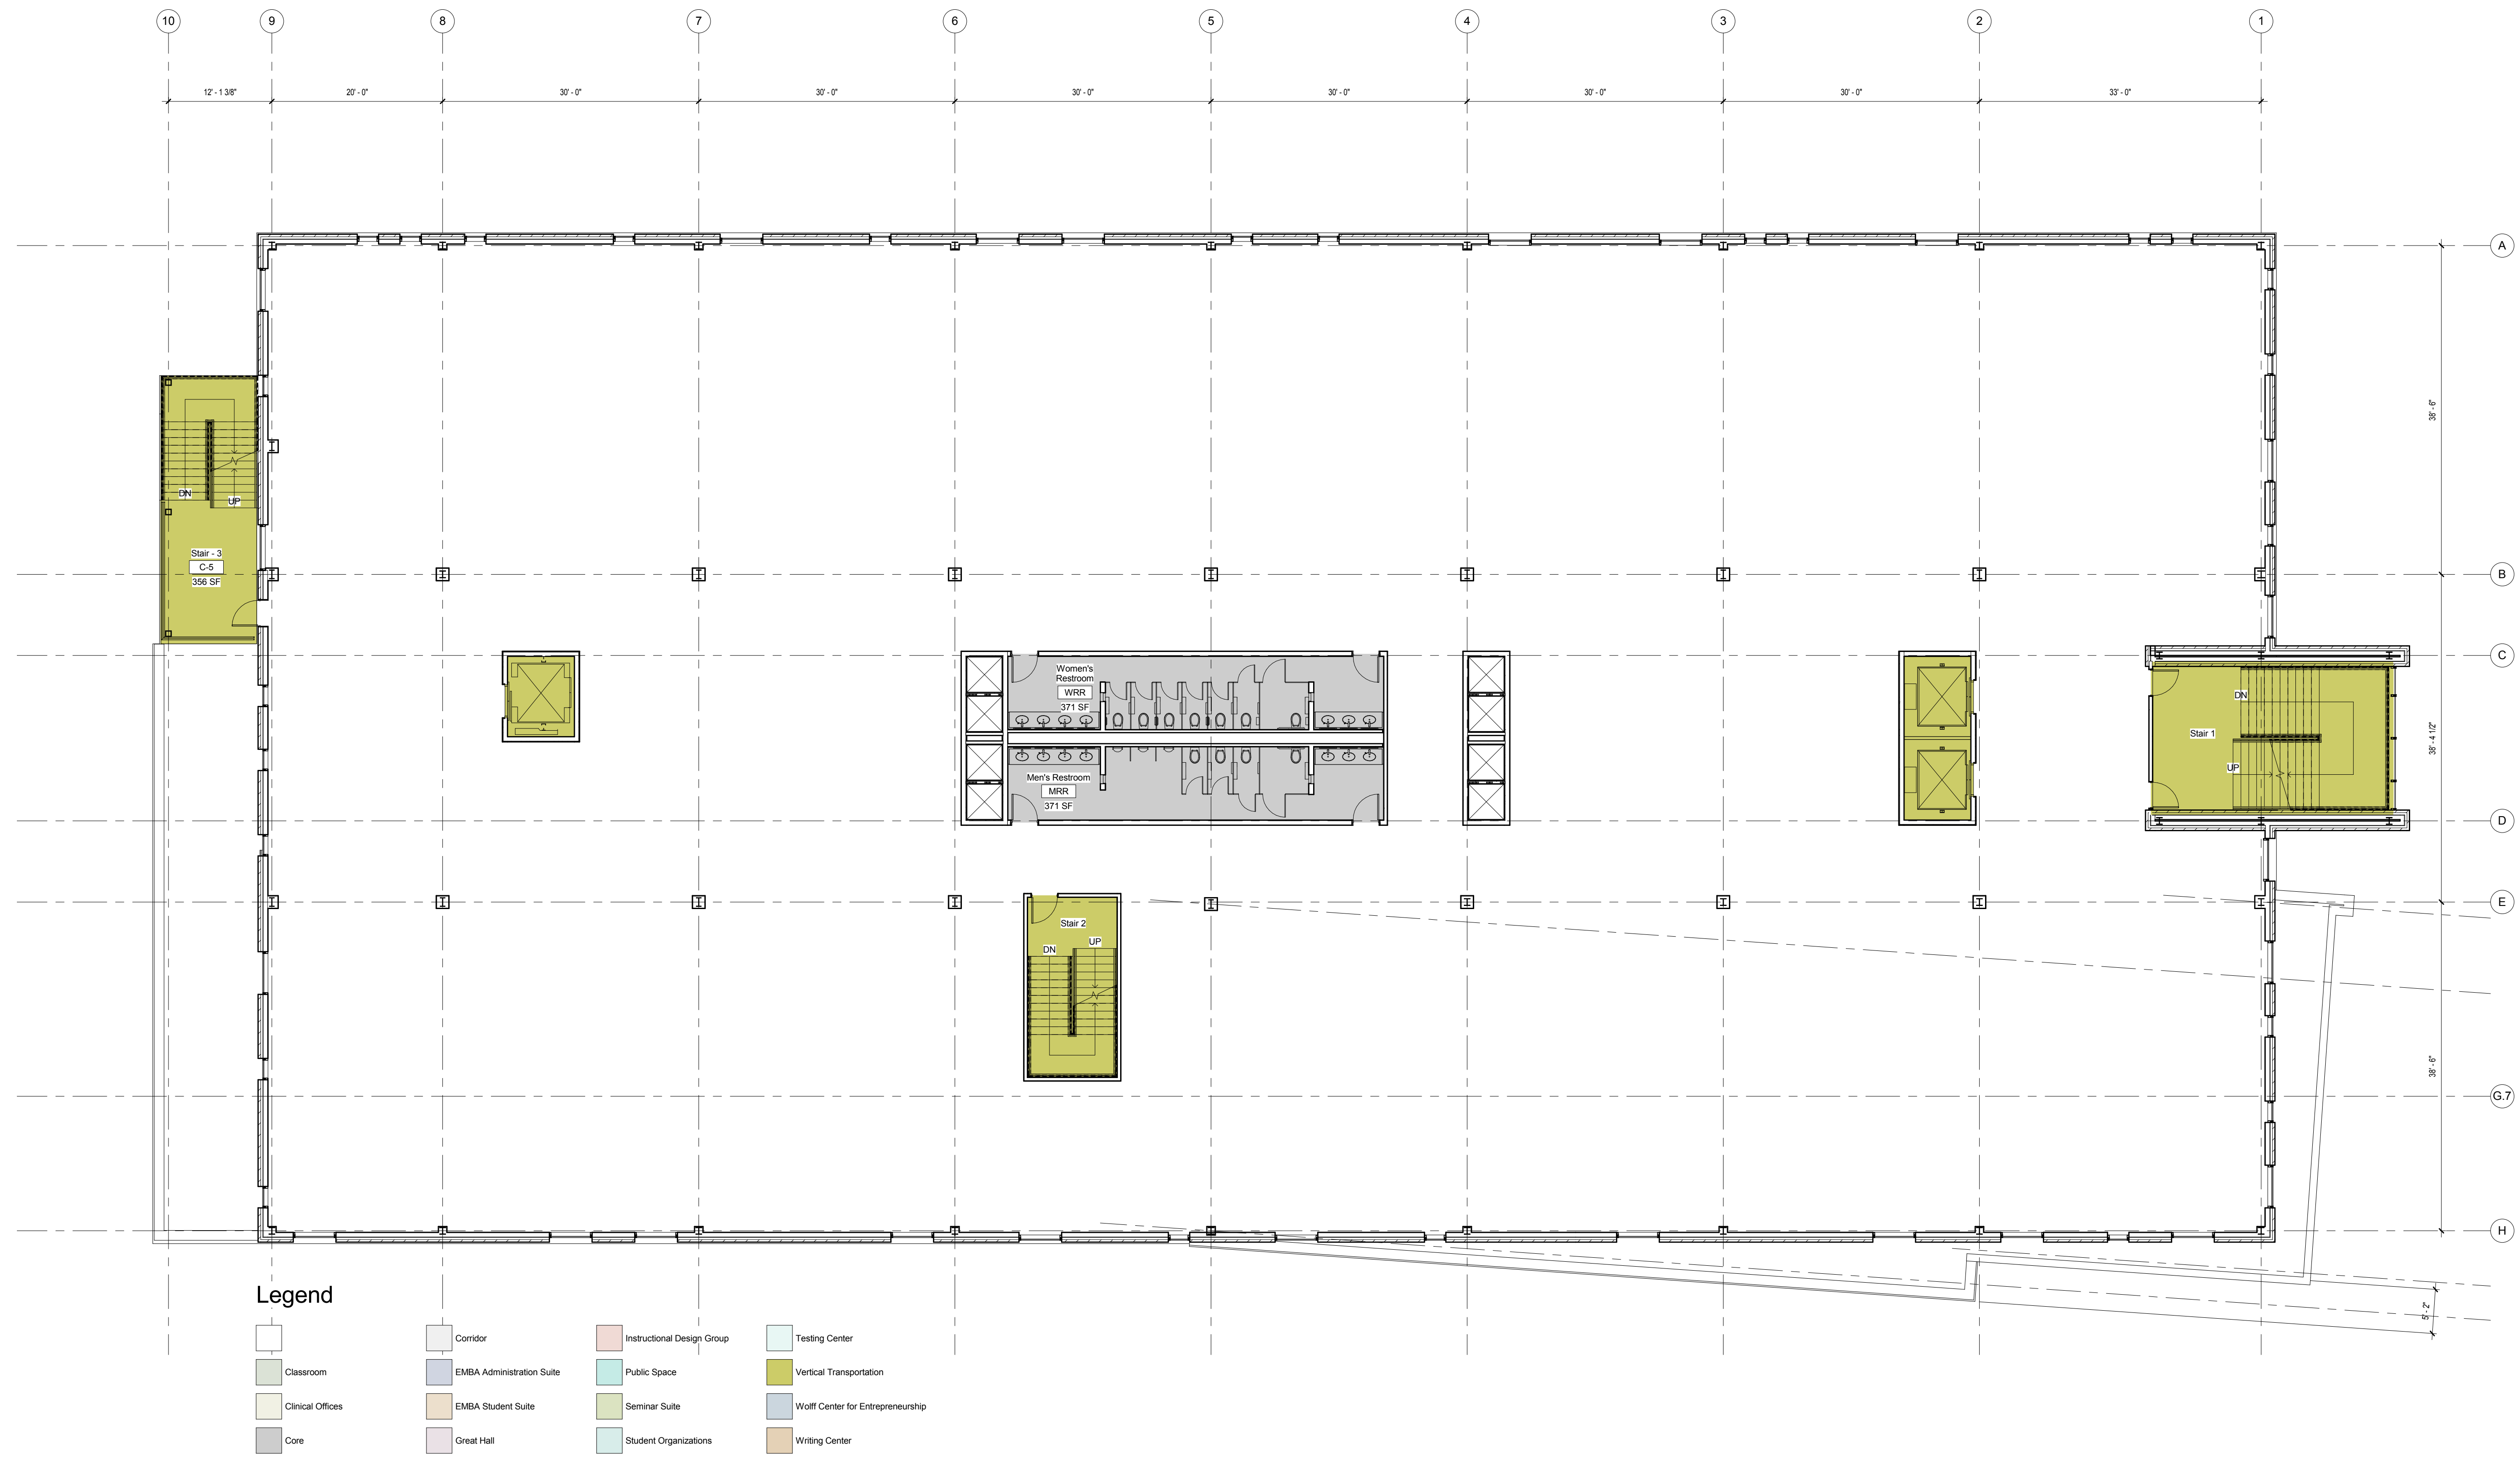 10
9
8
7
6
5
4
3
2
1
12' - 1 3/8"
20' - 0"
30' - 0"
30' - 0"
30' - 0"
30' - 0"
30' - 0"
30' - 0"
33' - 0"
A
38' - 6"
DN
UP
Stair - 3
C-5
356 SF
B
C
Women's
Restroom
WRR
371 SF
DN
Stair 1
UP
38' - 4 1/2"
Men's Restroom
MRR
371 SF
D
E
Stair 2
UP
DN
38' - 6"
G.7
H
5' - 2"
Legend
Corridor
Instructional Design Group
Testing Center
Classroom
EMBA Administration Suite
Public Space
Vertical Transportation
Clinical Offices
EMBA Student Suite
Seminar Suite
Wolff Center for Entrepreneurship
Core
Great Hall
Student Organizations
Writing Center